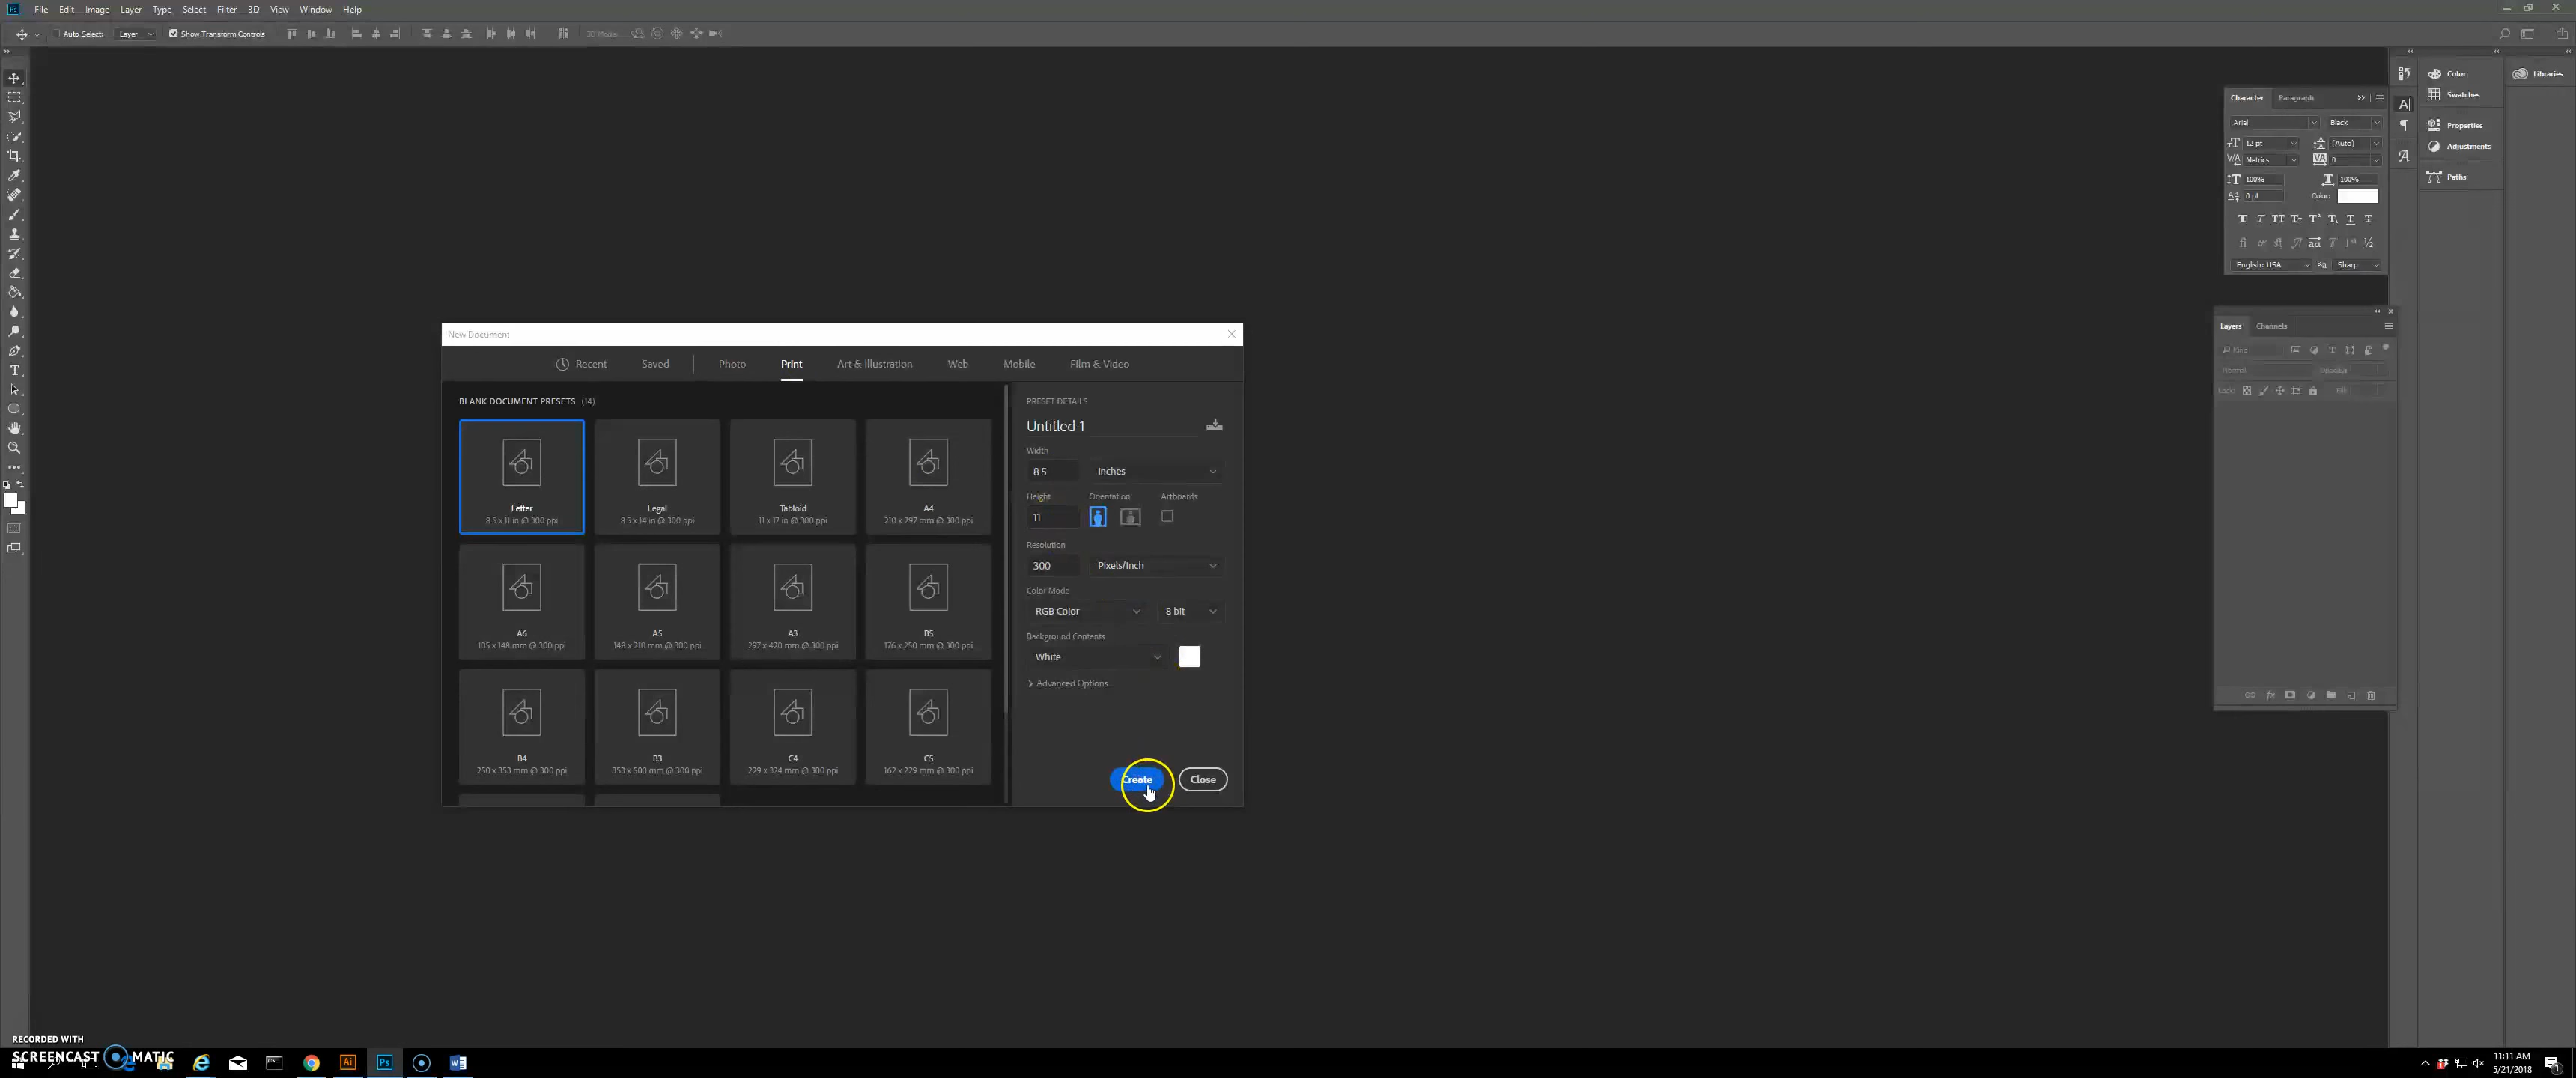 Ps File Edit Image Layer Type Select Filter 3D View Window Help
Auto-Select: Layer Show Transform Controls 3D Mode:
Color
Swatches
Properties
Adjustments
Paths
Libraries
Character Paragraph
Arial Black
12 pt (Auto)
Metrics 0
100% 100%
0 pt Color:
English: USA Sharp
Layers Channels
Kind
Normal
Lock: Fill:
New Document
Recent Saved Photo Print Art & Illustration Web Mobile Film & Video
BLANK DOCUMENT PRESETS (14)
Letter
8.5 x 11 in @ 300 ppi
Legal
8.5 x 14 in @ 300 ppi
Tabloid
11 x 17 in @ 300 ppi
A4
210 x 297 mm @ 300 ppi
A6
105 x 148 mm @ 300 ppi
A5
148 x 210 mm @ 300 ppi
A3
297 x 420 mm @ 300 ppi
B5
176 x 250 mm @ 300 ppi
B4
250 x 353 mm @ 300 ppi
B3
353 x 500 mm @ 300 ppi
C4
229 x 324 mm @ 300 ppi
C5
162 x 229 mm @ 300 ppi
PRESET DETAILS
Untitled-1
Width
8.5 Inches
Height Orientation Artboards
11
Resolution
300 Pixels/Inch
Color Mode
RGB Color 8 bit
Background Contents
White
Advanced Options
Create Close
RECORDED WITH
SCREENCAST MATIC
Ai Ps
11:11 AM
5/21/2018